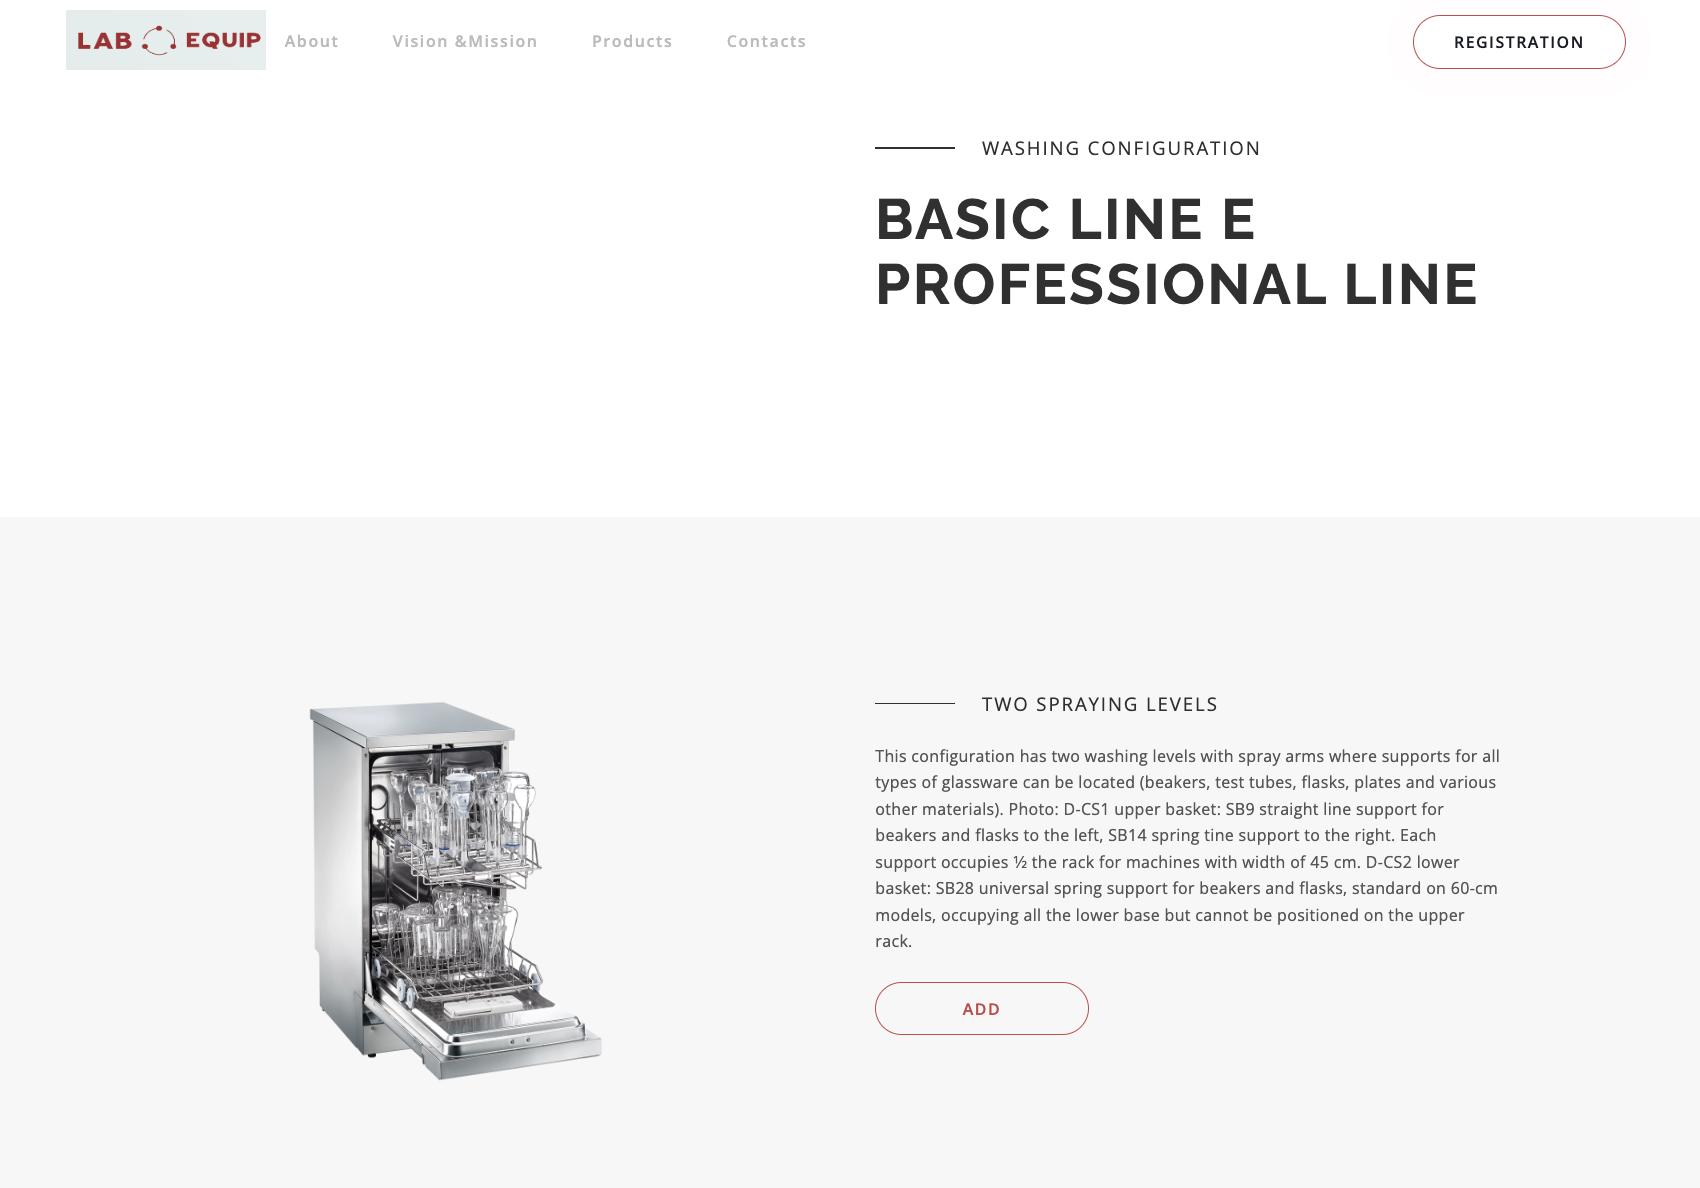 LAB EQUIP
About
Vision &Mission
Products
Contacts
REGISTRATION
WASHING CONFIGURATION
BASIC LINE E
PROFESSIONAL LINE
TWO SPRAYING LEVELS
This configuration has two washing levels with spray arms where supports for all
types of glassware can be located (beakers, test tubes, flasks, plates and various
other materials). Photo: D-CS1 upper basket: SB9 straight line support for
beakers and flasks to the left, SB14 spring tine support to the right. Each
support occupies ½ the rack for machines with width of 45 cm. D-CS2 lower
basket: SB28 universal spring support for beakers and flasks, standard on 60-cm
models, occupying all the lower base but cannot be positioned on the upper
rack.
ADD